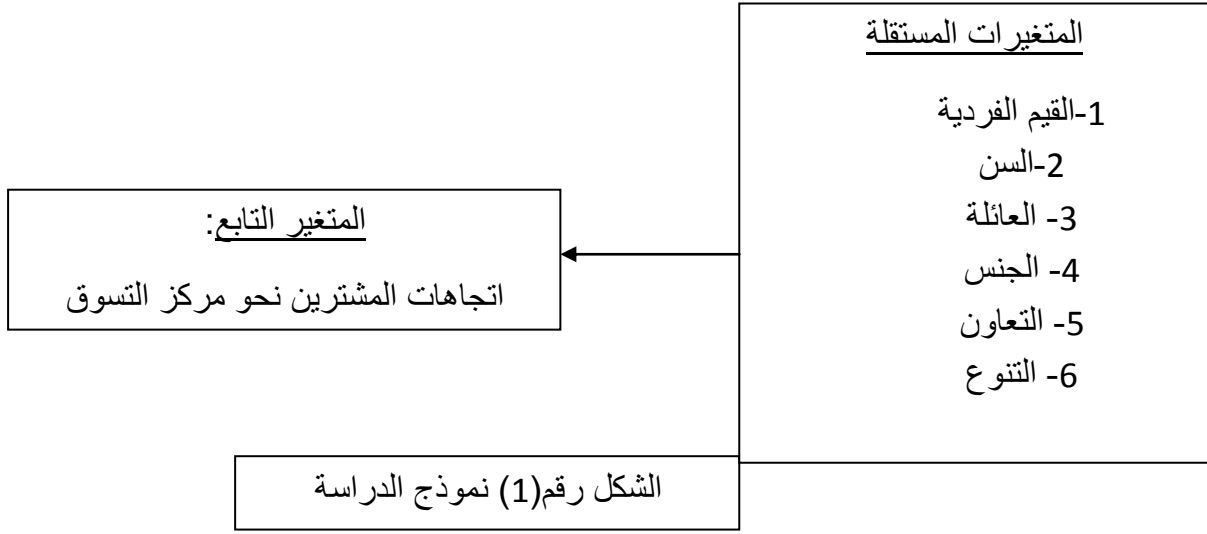 المتغيرات المستقلة
1-القيم الفردية
2-السن
3- العائلة
4- الجنس
5- التعاون
6- التنوع
المتغير التابع:
اتجاهات المشترين نحو مركز التسوق
الشكل رقم(1) نموذج الدراسة